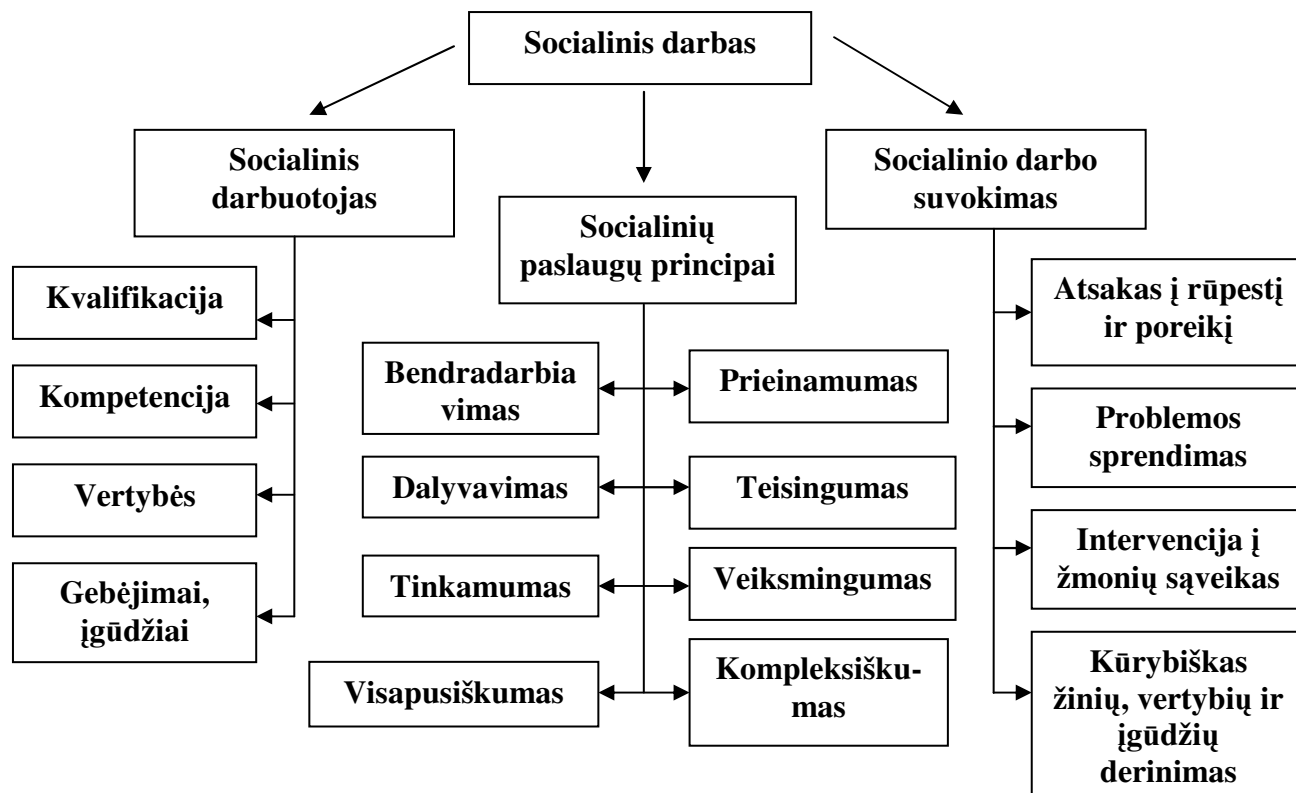 Socialinis darbas
Socialinis
darbuotojas
Kvalifikacija
Kompetencija
Vertybės
Gebėjimai,
įgūdžiai
Socialinių
paslaugų principai
Bendradarbia
vimas
Prieinamumas
Dalyvavimas
Teisingumas
Tinkamumas
Veiksmingumas
Visapusiškumas
Kompleksišku-
mas
Socialinio darbo
suvokimas
Atsakas į rūpestį
ir poreikį
Problemos
sprendimas
Intervencija į
žmonių sąveikas
Kūrybiškas
žinių, vertybių ir
įgūdžių
derinimas